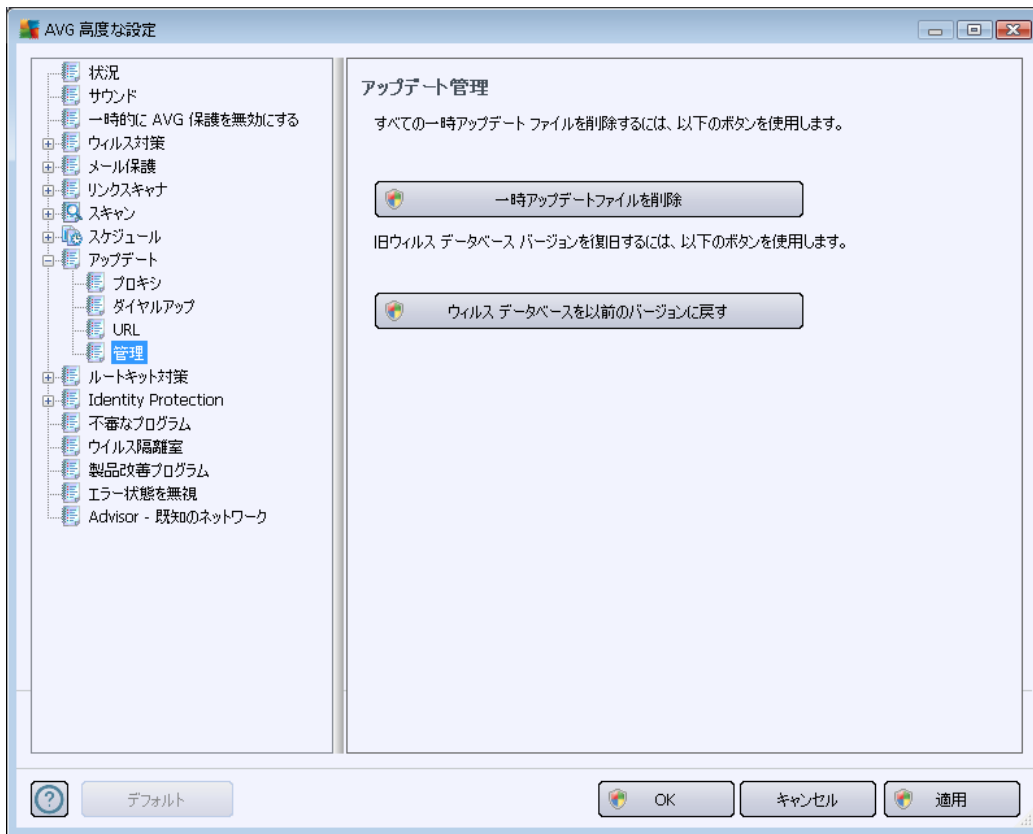 AVG 高度な設定
状況
サウンド
一時的に AVG 保護を無効にする
ウィルス対策
メール保護
リンクスキャナ
スキャン
スケジュール
アップデート
プロキシ
ダイヤルアップ
URL
管理
ルートキット対策
Identity Protection
不審なプログラム
ウイルス隔離室
製品改善プログラム
エラー状態を無視
Advisor - 既知のネットワーク
アップデート管理
すべての一時アップデート ファイルを削除するには、以下のボタンを使用します。
一時アップデートファイルを削除
旧ウィルス データベース バージョンを復旧するには、以下のボタンを使用します。
ウィルス データベースを以前のバージョンに戻す
デフォルト
OK
キャンセル
適用